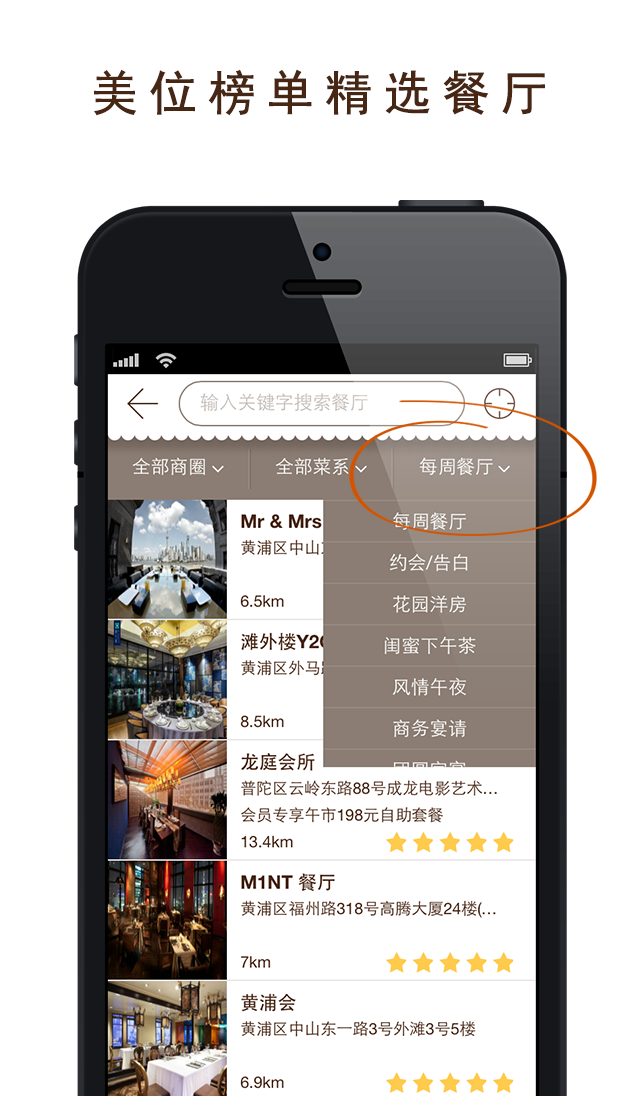 美位榜单精选餐厅
输入关键字搜索餐厅
全部商圈 全部菜系 每周餐厅
每周餐厅
约会/告白
花园洋房
闺蜜下午茶
风情午夜
商务宴请
Mr & Mrs
黄浦区中山
6.5km
滩外楼Y2
黄浦区外马
8.5km
龙庭会所
普陀区云岭东路88号成龙电影艺术…
会员专享午市198元自助套餐
13.4km
M1NT 餐厅
黄浦区福州路318号高腾大厦24楼(…
7km
黄浦会
黄浦区中山东一路3号外滩3号5楼
6.9km